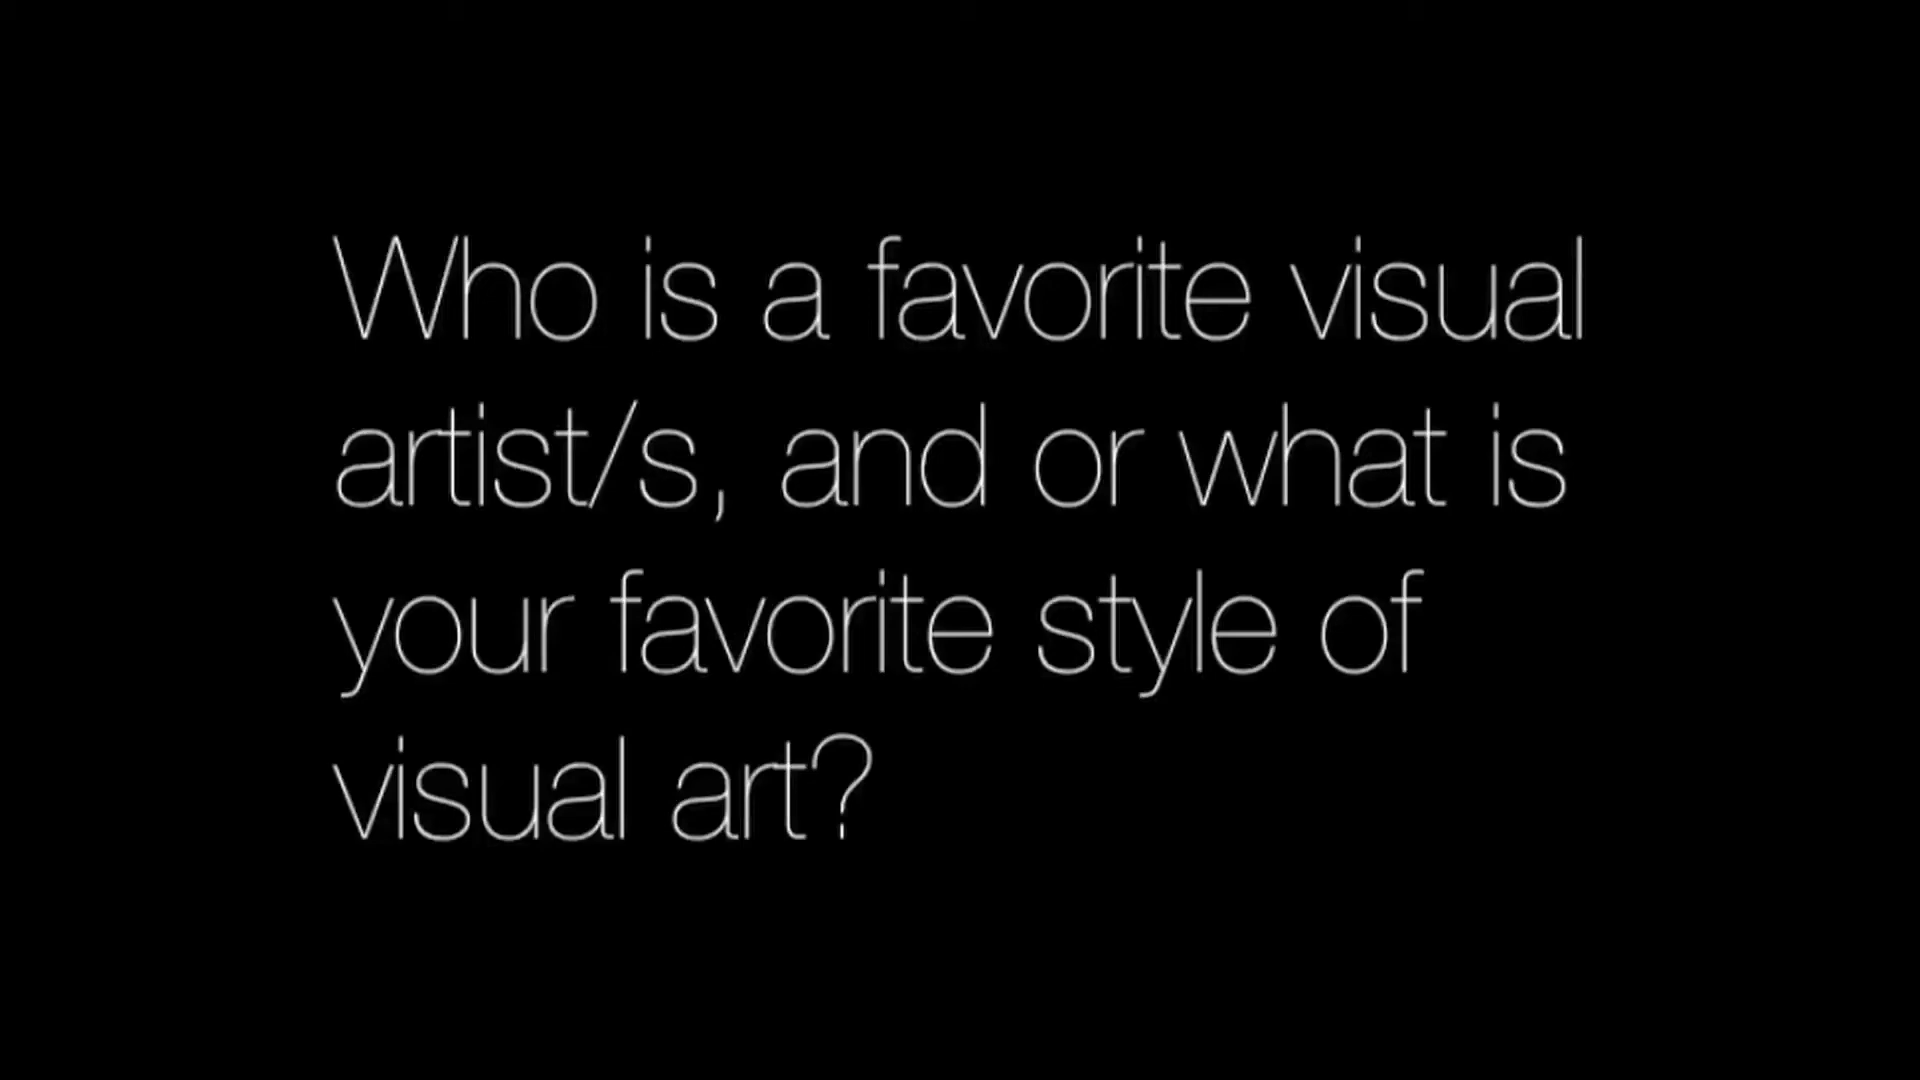 Who is a favorite visual
artist/s, and or what is
your favorite style of
visual art?